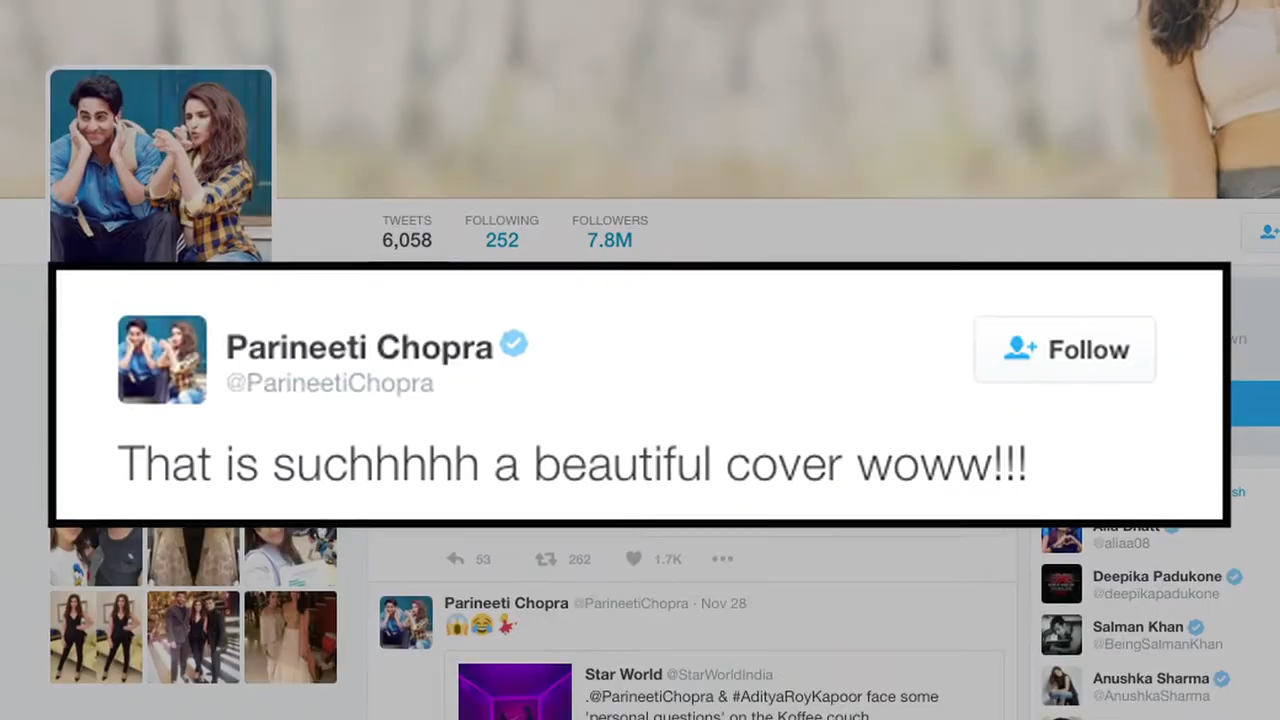 TWEETS FOLLOWING FOLLOWERS
6,058 252 7.8M
Parineeti Chopra
@ParineetiChopra
Follow
That is suchhhhh a beautiful cover woww!!!
53 262 1.7K
Parineeti Chopra @ParineetiChopra · Nov 28
😱😂💃
Star World @StarWorldIndia
.@ParineetiChopra & #AdityaRoyKapoor face some
'personal questions' on the Koffee couch
Alia Bhatt
@aliaa08
Deepika Padukone
@deepikapadukone
Salman Khan
@BeingSalmanKhan
Anushka Sharma
@AnushkaSharma